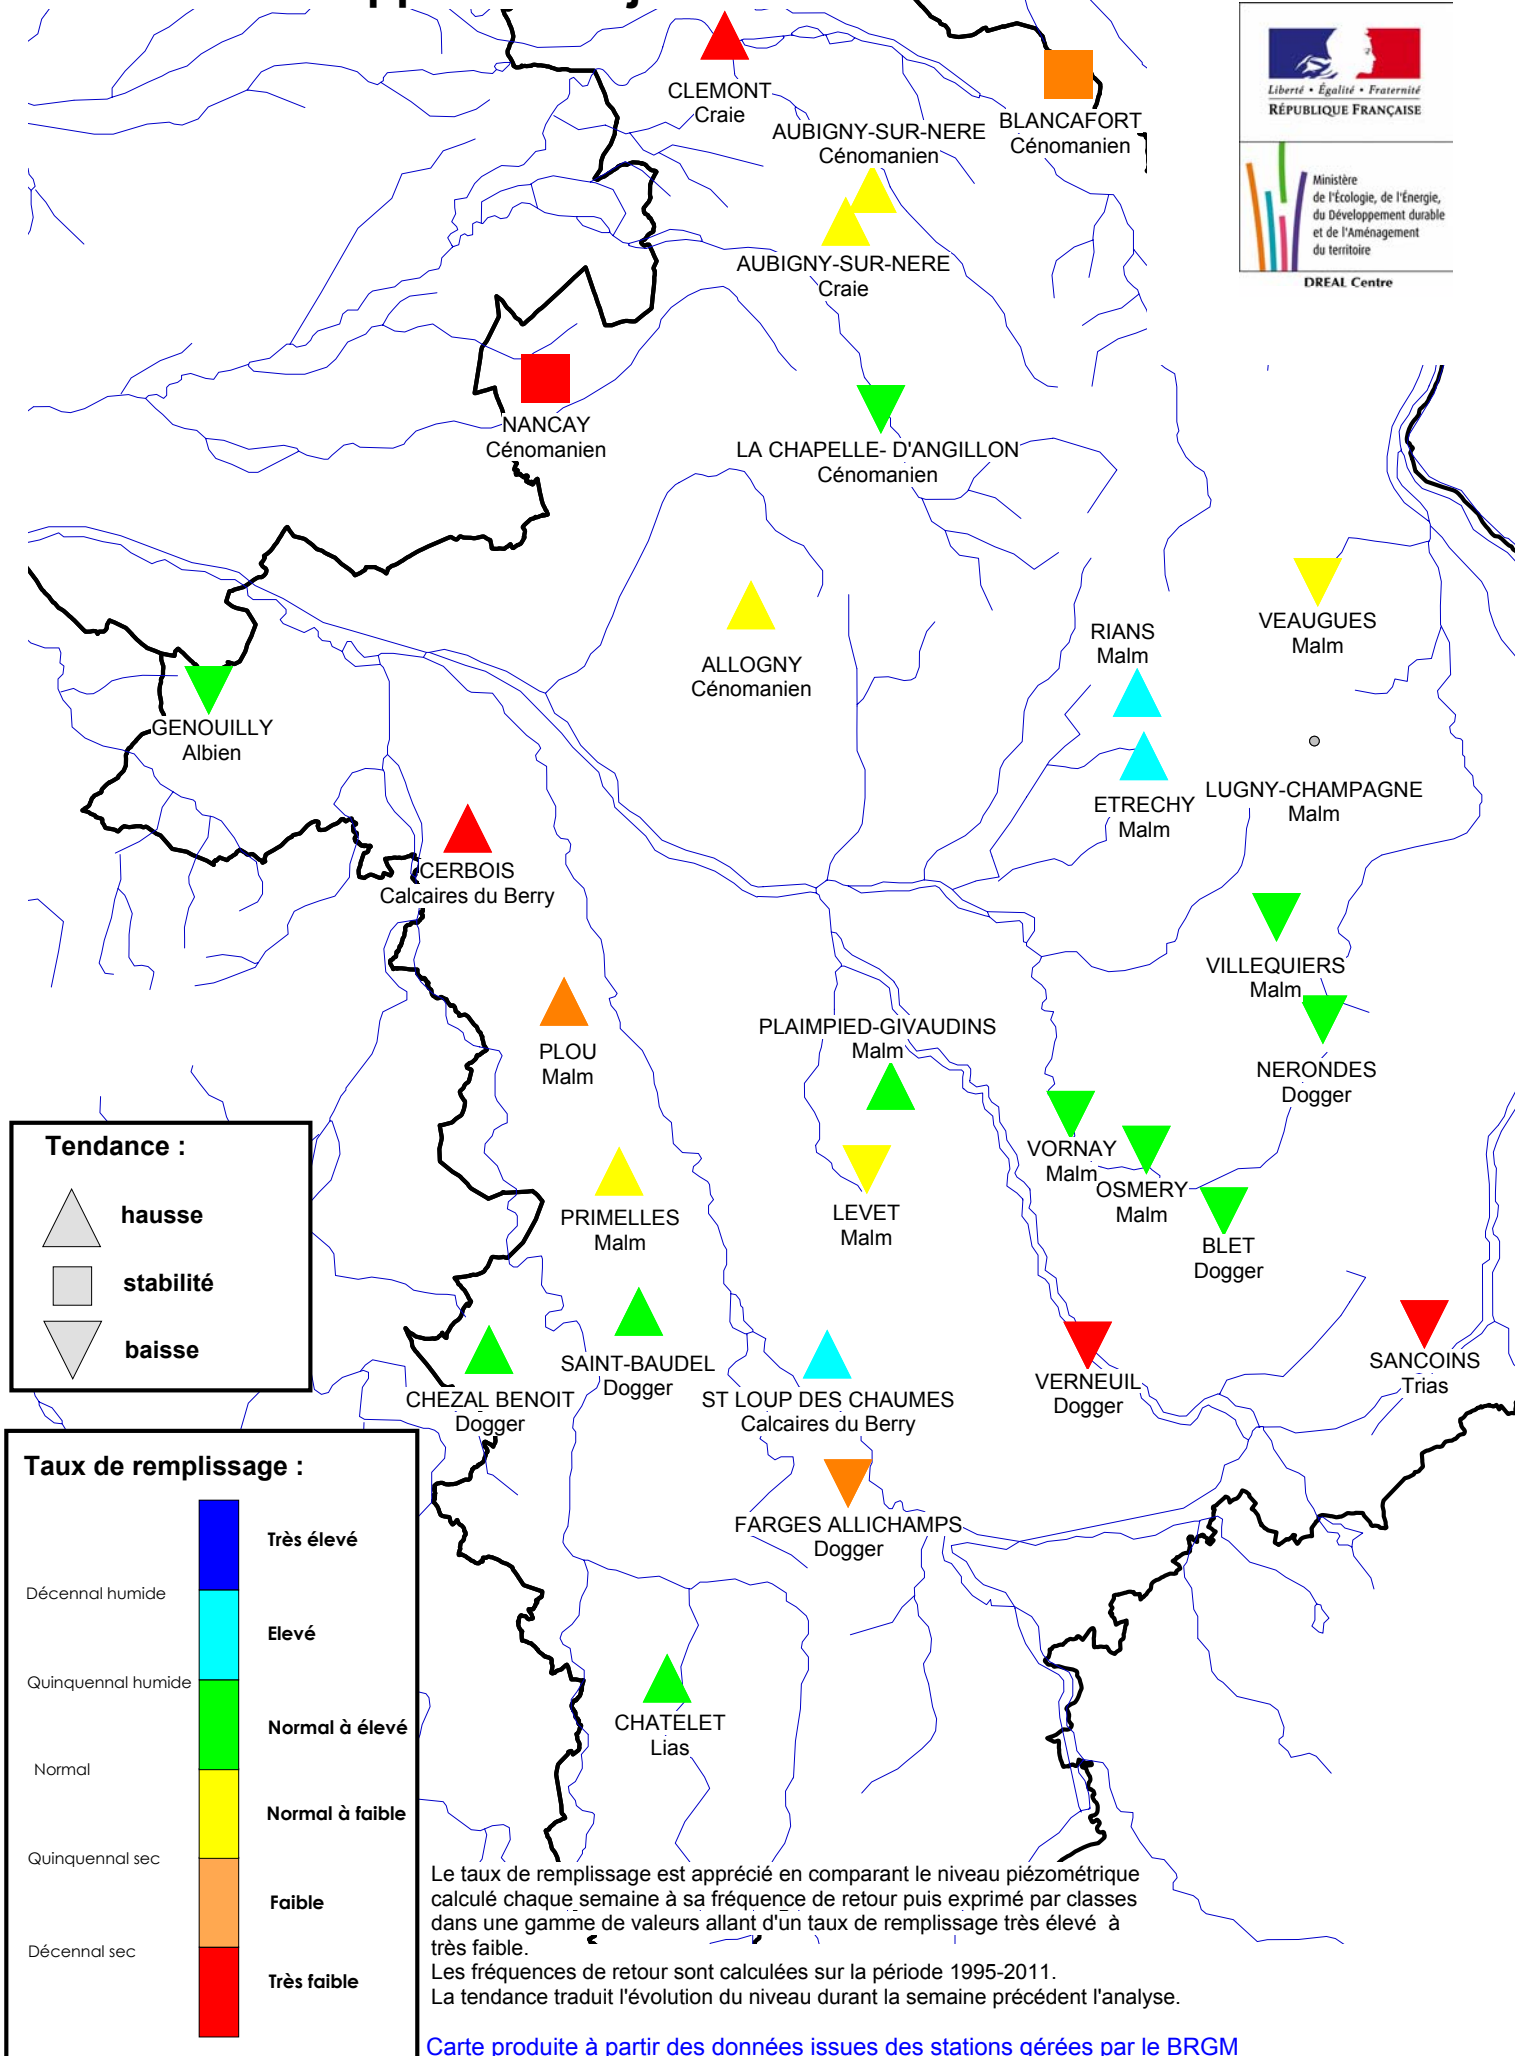 CLEMONT
Craie
BLANCAFORT
Cénomanien
AUBIGNY-SUR-NERE
Cénomanien
AUBIGNY-SUR-NERE
Craie
Liberté • Égalité • Fraternité
RÉPUBLIQUE FRANÇAISE
Ministère
de l'Écologie, de l'Énergie,
du Développement durable
et de l'Aménagement
du territoire
DREAL Centre
NANCAY
Cénomanien
LA CHAPELLE- D'ANGILLON
Cénomanien
ALLOGNY
Cénomanien
RIANS
Malm
VEAUGUES
Malm
GENOUILLY
Albien
ETRECHY
Malm
LUGNY-CHAMPAGNE
Malm
CERBOIS
Calcaires du Berry
VILLEQUIERS
Malm
PLOU
Malm
PLAIMPIED-GIVAUDINS
Malm
NERONDES
Dogger
VORNAY
Malm
OSMERY
Malm
PRIMELLES
Malm
LEVET
Malm
BLET
Dogger
SAINT-BAUDEL
Dogger
CHEZAL BENOIT
Dogger
ST LOUP DES CHAUMES
Calcaires du Berry
VERNEUIL
Dogger
SANCOINS
Trias
FARGES ALLICHAMPS
Dogger
CHATELET
Lias
Tendance :
hausse
stabilité
baisse
Taux de remplissage :
Très élevé
Décennal humide
Elevé
Quinquennal humide
Normal à élevé
Normal
Normal à faible
Quinquennal sec
Faible
Décennal sec
Très faible
Le taux de remplissage est apprécié en comparant le niveau piézométrique
calculé chaque semaine à sa fréquence de retour puis exprimé par classes
dans une gamme de valeurs allant d'un taux de remplissage très élevé à
très faible.
Les fréquences de retour sont calculées sur la période 1995-2011.
La tendance traduit l'évolution du niveau durant la semaine précédent l'analyse.
Carte produite à partir des données issues des stations gérées par le BRGM